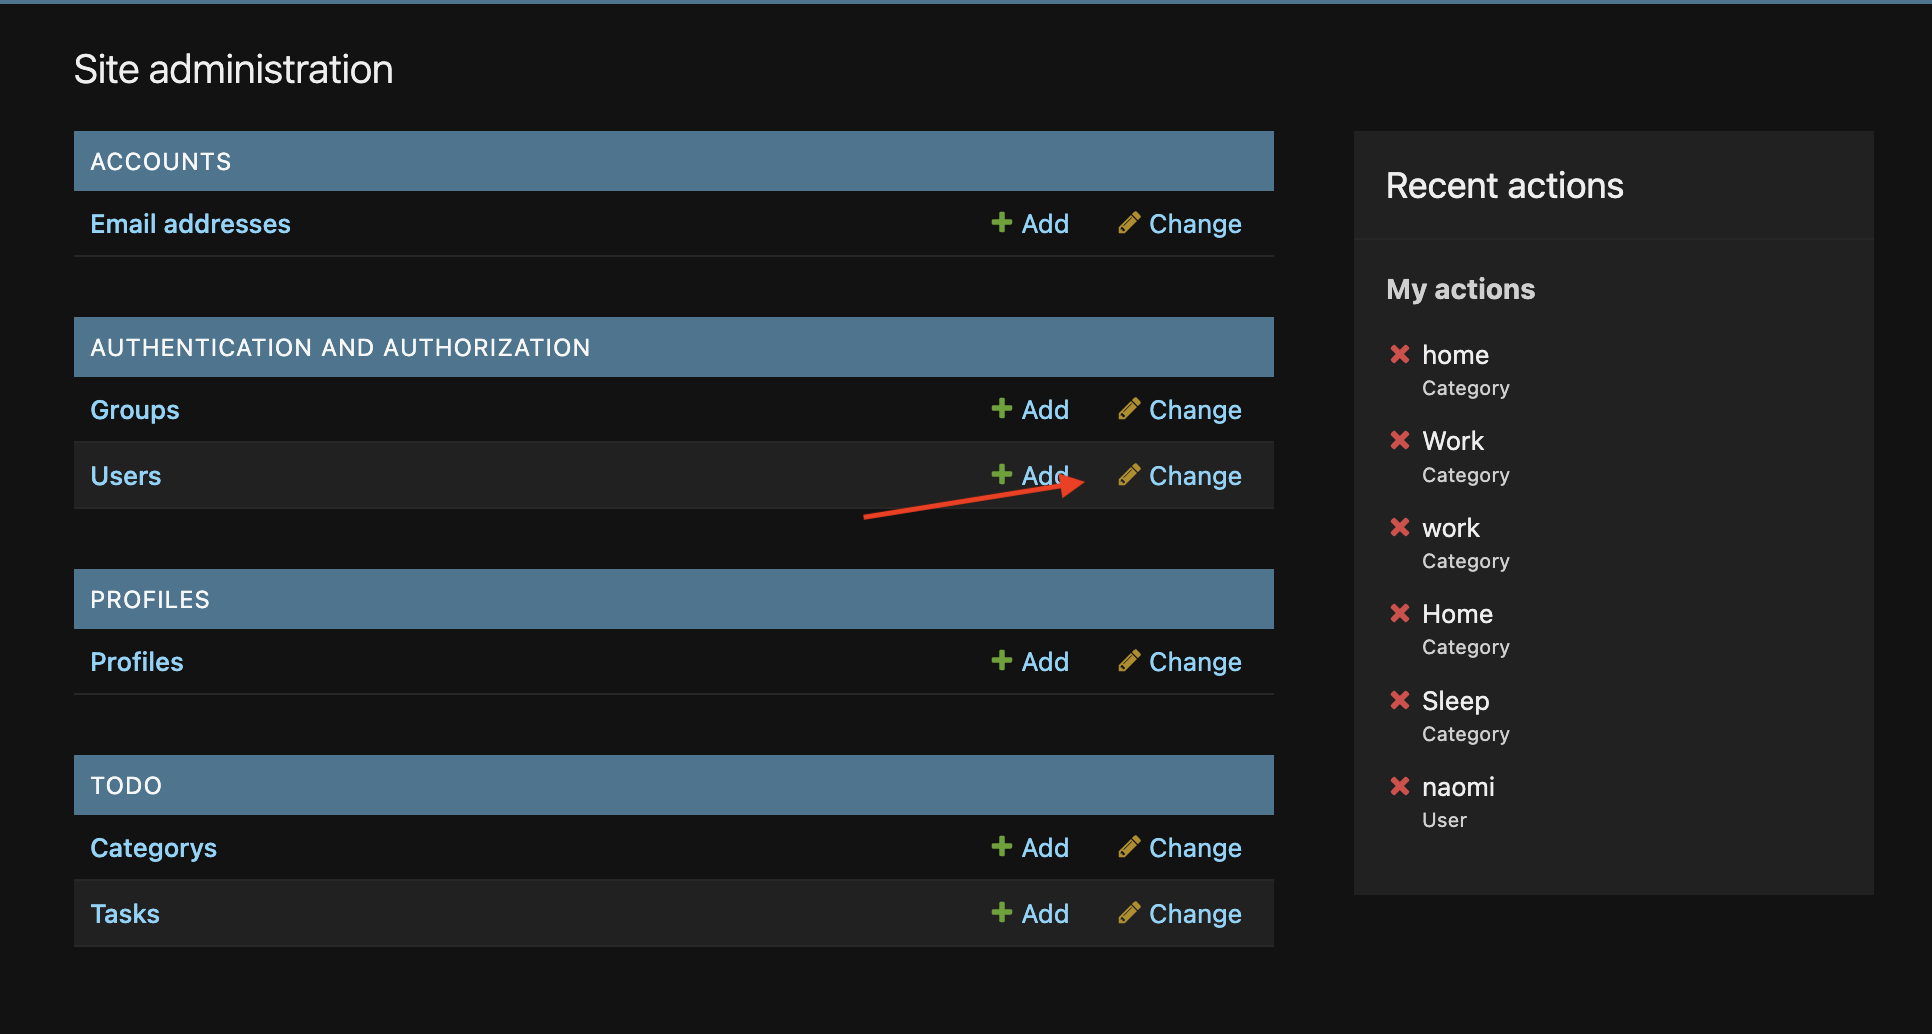 Site administration
ACCOUNTS
Email addresses Add Change
AUTHENTICATION AND AUTHORIZATION
Groups Add Change
Users Add Change
PROFILES
Profiles Add Change
TODO
Categorys Add Change
Tasks Add Change
Recent actions
My actions
home
Category
Work
Category
work
Category
Home
Category
Sleep
Category
naomi
User